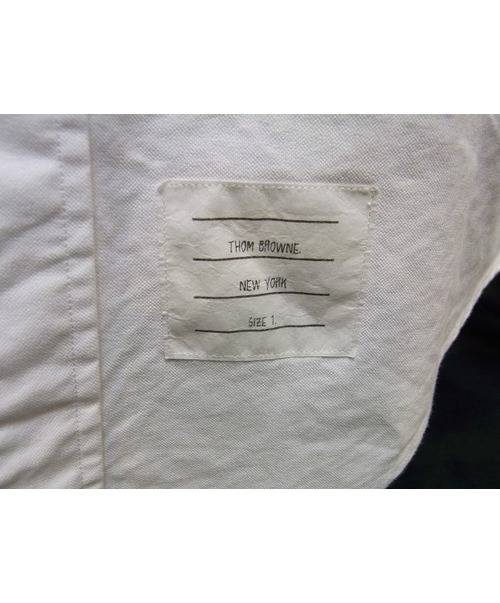 THOM BROWNE.
NEW YORK
SIZE 1.